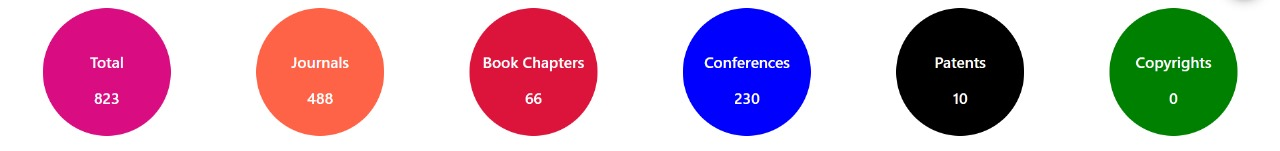 Total
823
Journals
488
Book Chapters
66
Conferences
230
Patents
10
Copyrights
0